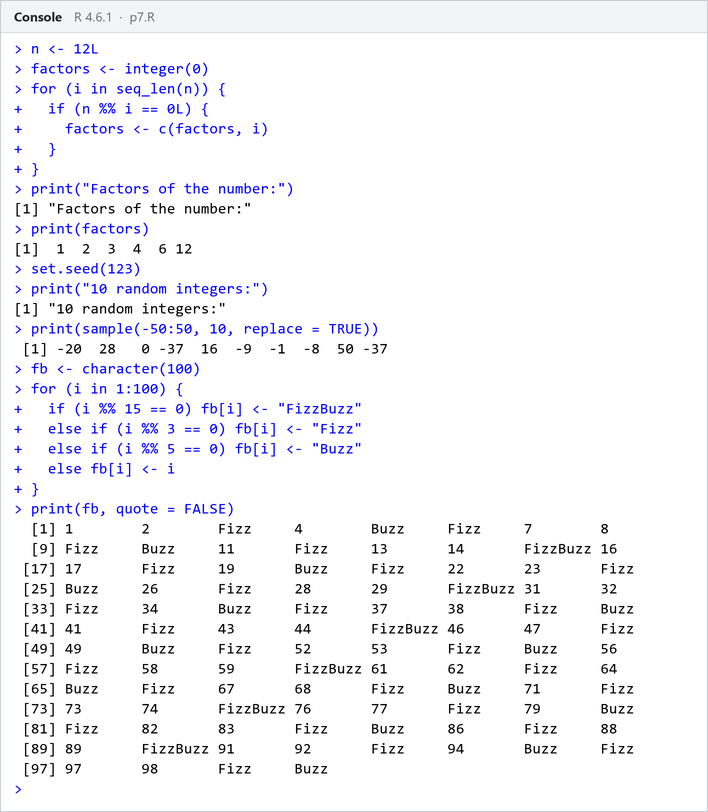 Console R 4.6.1 · p7.R
> n <- 12L
> factors <- integer(0)
> for (i in seq_len(n)) {
+   if (n %% i == 0L) {
+     factors <- c(factors, i)
+   }
+ }
> print("Factors of the number:")
[1] "Factors of the number:"
> print(factors)
[1]  1  2  3  4  6 12
> set.seed(123)
> print("10 random integers:")
[1] "10 random integers:"
> print(sample(-50:50, 10, replace = TRUE))
 [1] -20  28   0 -37  16  -9  -1  -8  50 -37
> fb <- character(100)
> for (i in 1:100) {
+   if (i %% 15 == 0) fb[i] <- "FizzBuzz"
+   else if (i %% 3 == 0) fb[i] <- "Fizz"
+   else if (i %% 5 == 0) fb[i] <- "Buzz"
+   else fb[i] <- i
+ }
> print(fb, quote = FALSE)
  [1] 1        2        Fizz     4        Buzz     Fizz     7        8
  [9] Fizz     Buzz     11       Fizz     13       14       FizzBuzz 16
 [17] 17       Fizz     19       Buzz     Fizz     22       23       Fizz
 [25] Buzz     26       Fizz     28       29       FizzBuzz 31       32
 [33] Fizz     34       Buzz     Fizz     37       38       Fizz     Buzz
 [41] 41       Fizz     43       44       FizzBuzz 46       47       Fizz
 [49] 49       Buzz     Fizz     52       53       Fizz     Buzz     56
 [57] Fizz     58       59       FizzBuzz 61       62       Fizz     64
 [65] Buzz     Fizz     67       68       Fizz     Buzz     71       Fizz
 [73] 73       74       FizzBuzz 76       77       Fizz     79       Buzz
 [81] Fizz     82       83       Fizz     Buzz     86       Fizz     88
 [89] 89       FizzBuzz 91       92       Fizz     94       Buzz     Fizz
 [97] 97       98       Fizz     Buzz
>